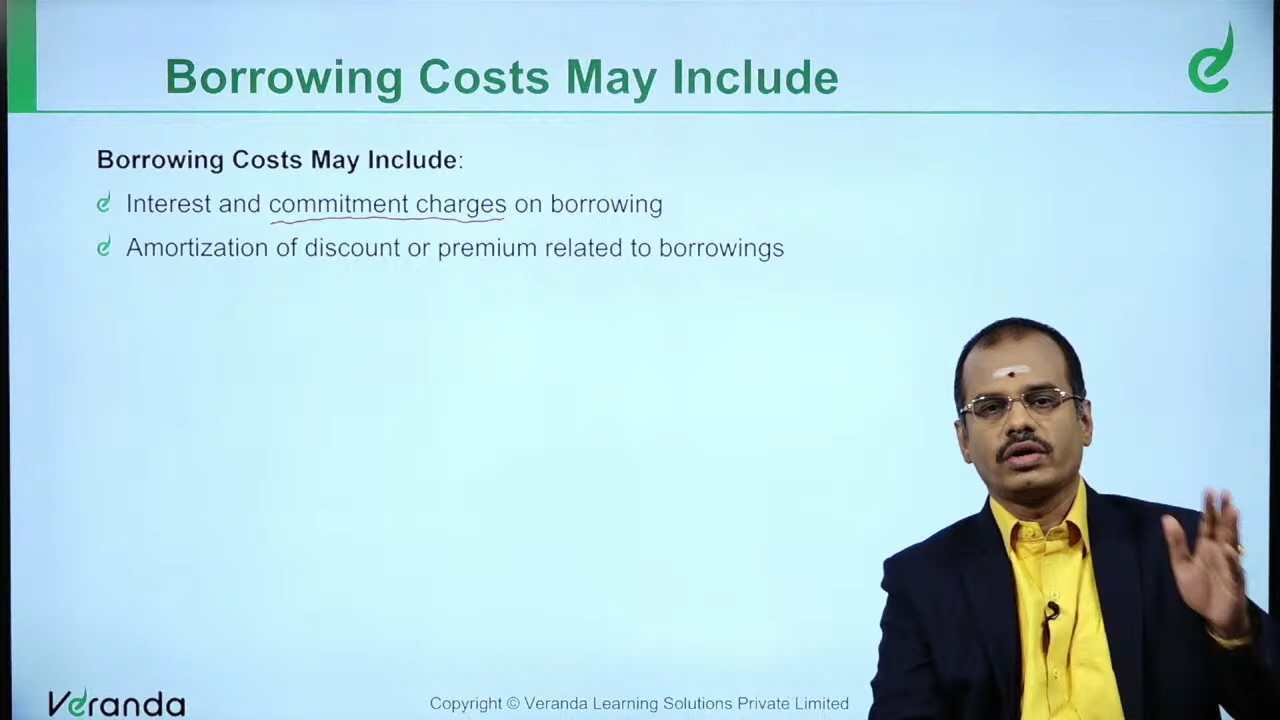 Borrowing Costs May Include
Borrowing Costs May Include:
Interest and commitment charges on borrowing
Amortization of discount or premium related to borrowings
Veranda
Copyright © Veranda Learning Solutions Private Limited